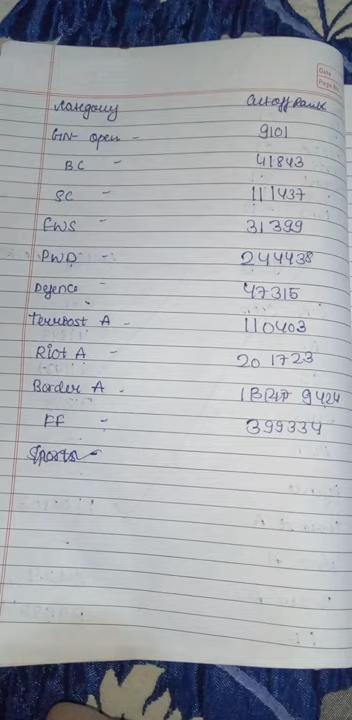 Date
Page No.
Category Cutoff Rank
GN- open - 9101
BC - 41843
SC - 111437
EWS - 31399
PWD - 244438
Defence - 47315
Terrorist A - 110403
Riot A - 201723
Border A - 9424
FF - 399334
Sports -